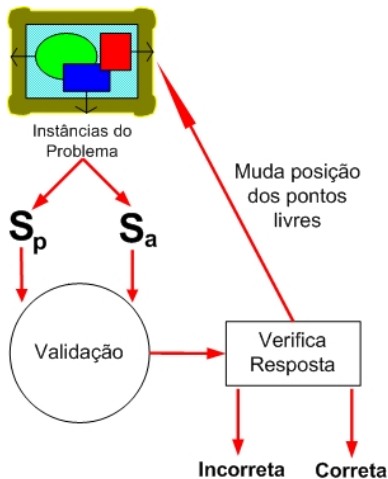 Instâncias do
Problema
Muda posição
dos pontos
livres
Sp
Sa
Validação
Verifica
Resposta
Incorreta
Correta